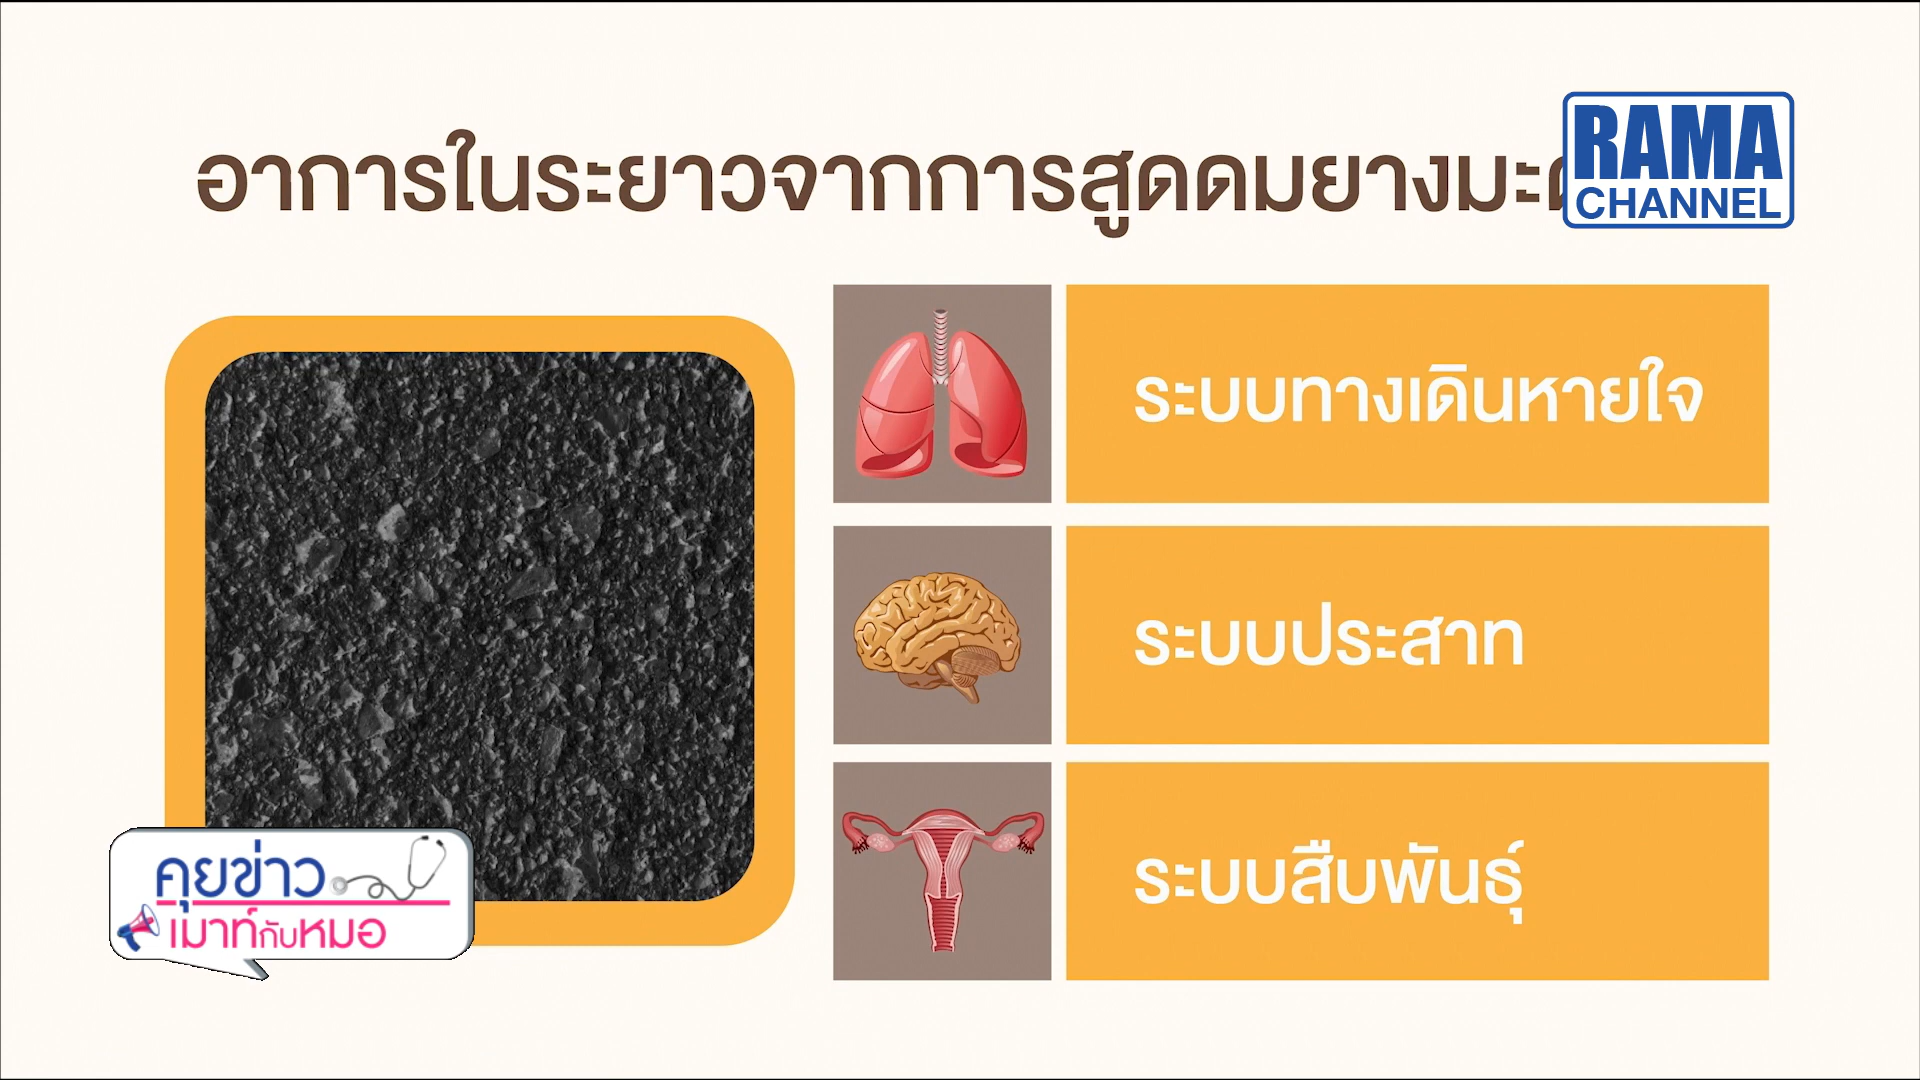 อาการในระยะยาวจากการสูดดมยางมะ
RAMA
CHANNEL
ระบบทางเดินหายใจ
ระบบประสาท
ระบบสืบพันธุ์
คุยข่าว
เมาท์กับหมอ